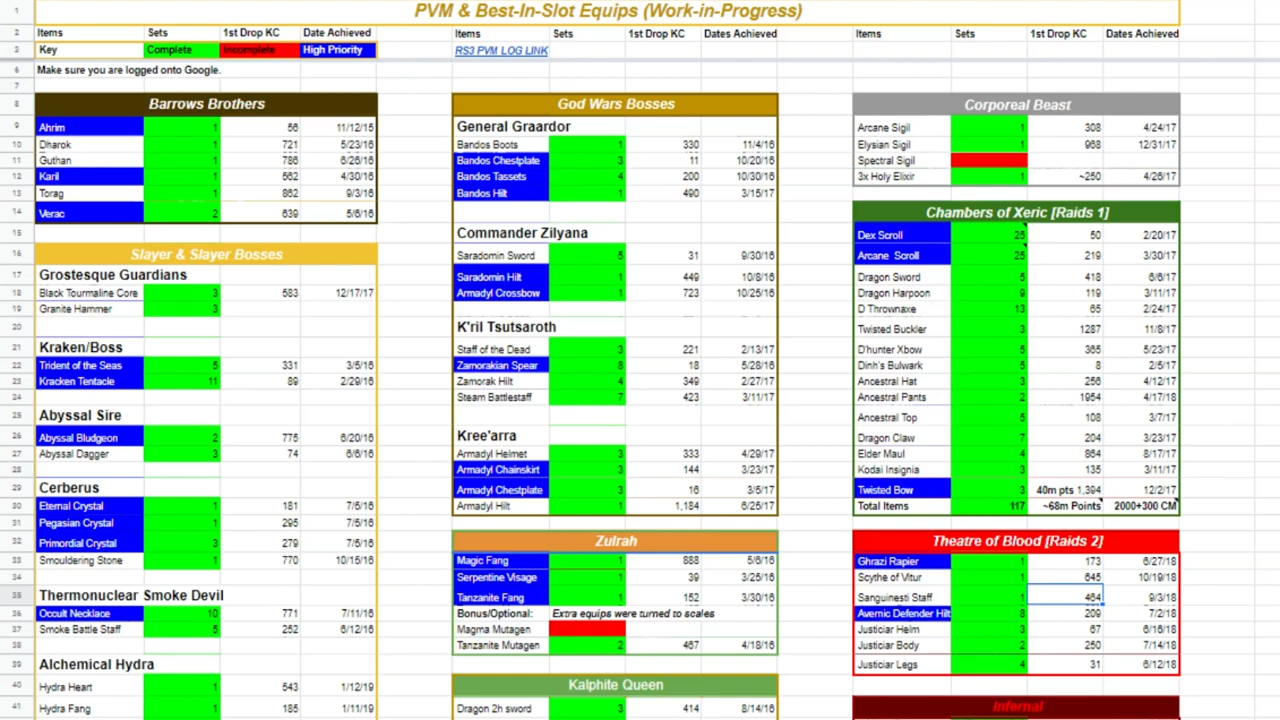 PVM & Best-In-Slot Equips (Work-in-Progress)
Items Sets 1st Drop KC Date Achieved
Key Complete Incomplete High Priority
Make sure you are logged onto Google.
Barrows Brothers
Ahrim 1 56 11/12/15
Dharok 1 721 5/23/16
Guthan 1 786 6/26/16
Karil 1 562 4/30/16
Torag 1 862 9/3/16
Verac 2 639 5/6/16
Slayer & Slayer Bosses
Grostesque Guardians
Black Tourmaline Core 3 583 12/17/17
Granite Hammer 3
Kraken/Boss
Trident of the Seas 5 331 3/5/16
Kracken Tentacle 11 89 2/29/16
Abyssal Sire
Abyssal Bludgeon 2 775 6/20/16
Abyssal Dagger 3 74 6/6/16
Cerberus
Eternal Crystal 1 181 7/5/16
Pegasian Crystal 1 295 7/5/16
Primordial Crystal 3 279 7/5/16
Smouldering Stone 1 770 10/15/16
Thermonuclear Smoke Devil
Occult Necklace 10 771 7/11/16
Smoke Battle Staff 5 252 6/12/16
Alchemical Hydra
Hydra Heart 1 543 1/12/19
Hydra Fang 1 185 1/11/19
Items Sets 1st Drop KC Dates Achieved
RS3 PVM LOG LINK
God Wars Bosses
General Graardor
Bandos Boots 1 330 11/4/16
Bandos Chestplate 3 11 10/20/16
Bandos Tassets 4 200 10/30/16
Bandos Hilt 1 490 3/15/17
Commander Zilyana
Saradomin Sword 5 31 9/30/16
Saradomin Hilt 1 449 10/8/16
Armadyl Crossbow 1 723 10/25/16
K'ril Tsutsaroth
Staff of the Dead 3 221 2/13/17
Zamorakian Spear 8 18 5/28/16
Zamorak Hilt 4 349 2/27/17
Steam Battlestaff 7 423 3/11/17
Kree'arra
Armadyl Helmet 3 333 4/29/17
Armadyl Chainskirt 3 144 3/23/17
Armadyl Chestplate 3 16 3/5/17
Armadyl Hilt 1 1,184 6/25/17
Zulrah
Magic Fang 1 888 5/6/16
Serpentine Visage 1 39 3/25/16
Tanzanite Fang 1 152 3/30/16
Bonus/Optional: Extra equips were turned to scales
Magma Mutagen
Tanzanite Mutagen 2 467 4/18/16
Kalphite Queen
Dragon 2h sword 3 414 8/14/16
Items Sets 1st Drop KC Dates Achieved
Corporeal Beast
Arcane Sigil 1 308 4/24/17
Elysian Sigil 1 968 12/31/17
Spectral Sigil
3x Holy Elixir 1 ~250 4/26/17
Chambers of Xeric [Raids 1]
Dex Scroll 25 50 2/20/17
Arcane Scroll 25 219 3/30/17
Dragon Sword 5 418 6/6/17
Dragon Harpoon 9 119 3/11/17
D Thrownaxe 13 65 2/24/17
Twisted Buckler 3 1287 11/8/17
D'hunter Xbow 5 365 5/23/17
Dinh's Bulwark 5 8 2/5/17
Ancestral Hat 3 256 4/12/17
Ancestral Pants 2 1954 4/17/18
Ancestral Top 5 108 3/7/17
Dragon Claw 7 204 3/23/17
Elder Maul 4 864 8/17/17
Kodai Insignia 3 135 3/11/17
Twisted Bow 3 40m pts 1,394 12/2/17
Total Items 117 ~68m Points 2000+300 CM
Theatre of Blood [Raids 2]
Ghrazi Rapier 1 173 6/27/18
Scythe of Vitur 1 645 10/19/18
Sanguinesti Staff 1 464 9/3/18
Avernic Defender Hilt 8 209 7/2/18
Justiciar Helm 3 67 6/16/18
Justiciar Body 2 250 7/14/18
Justiciar Legs 4 31 6/12/18
Infernal